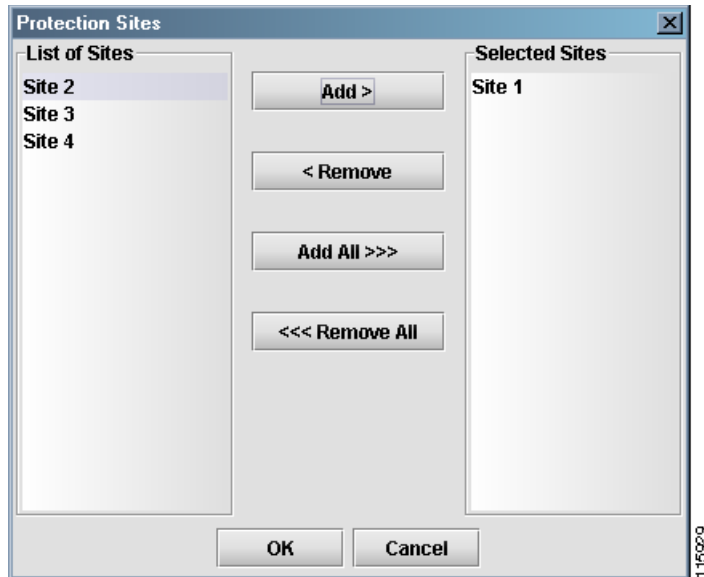 Protection Sites
List of Sites
Site 2
Site 3
Site 4
Add >
< Remove
Add All >>>
<<< Remove All
Selected Sites
Site 1
OK
Cancel
115929